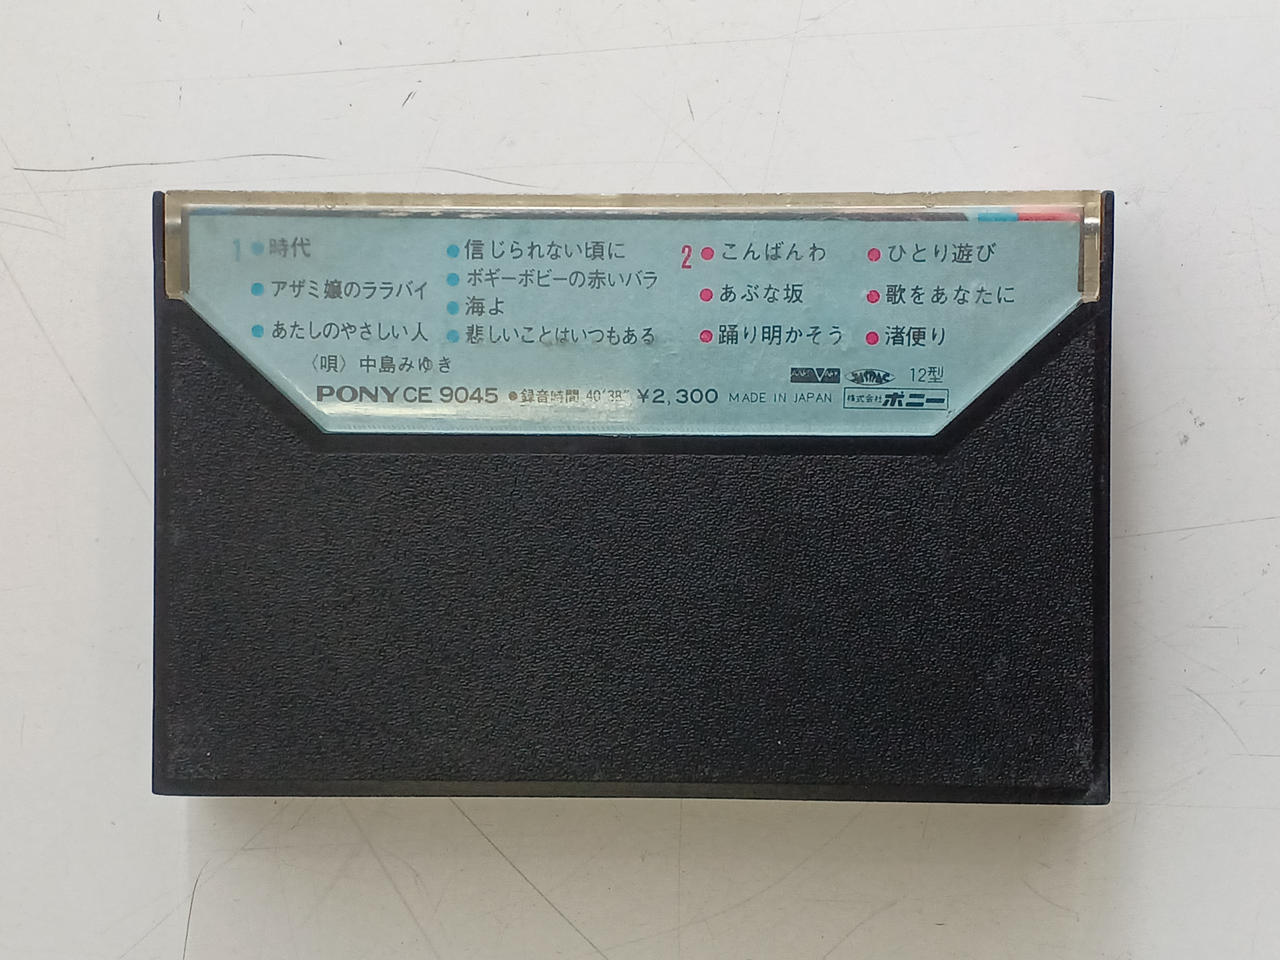 1 ●時代
●アザミ嬢のララバイ
●あたしのやさしい人
●信じられない頃に
●ボギーボビーの赤いバラ
●海よ
●悲しいことはいつもある
2 ●こんばんわ
●あぶな坂
●踊り明かそう
●ひとり遊び
●歌をあなたに
●渚便り
〈唄〉中島みゆき
12型
PONY CE 9045 ●録音時間 40′38″ ¥2,300 MADE IN JAPAN 株式会社ポニー